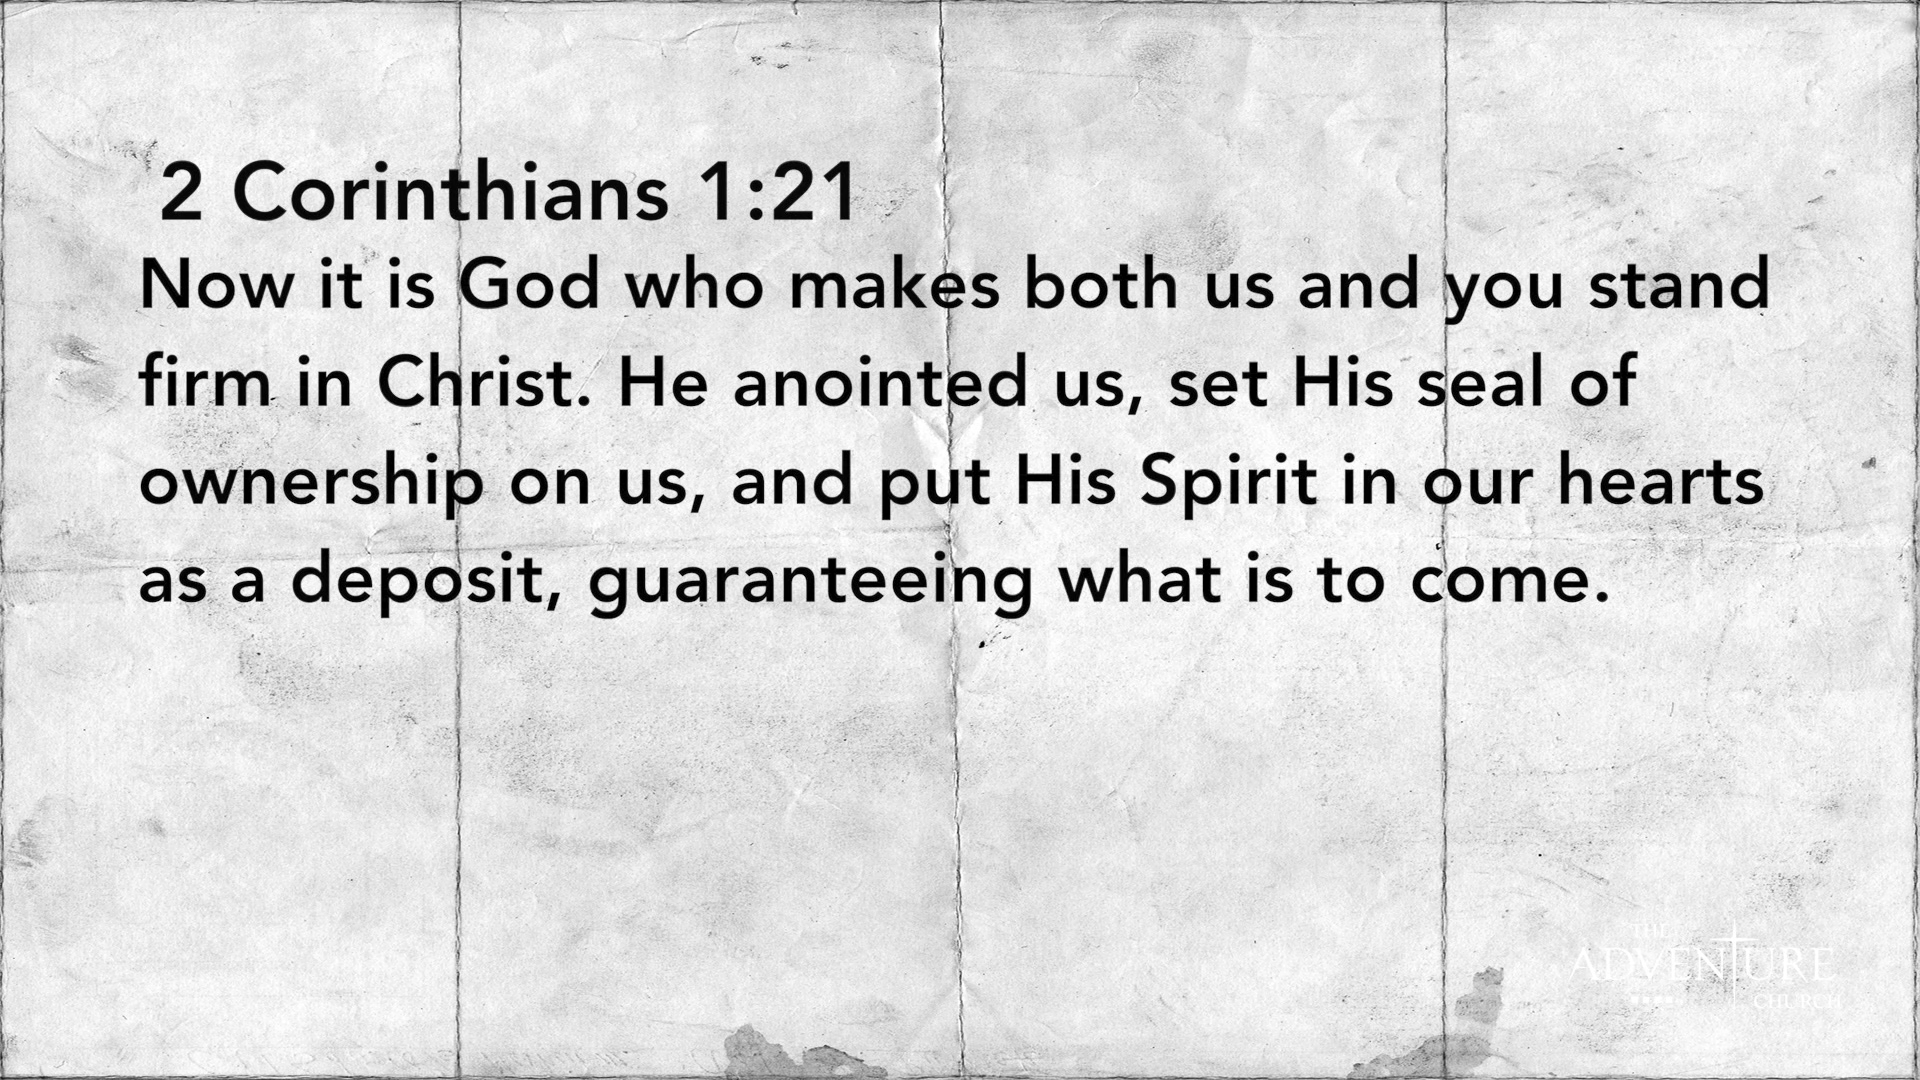 2 Corinthians 1:21
Now it is God who makes both us and you stand
firm in Christ. He anointed us, set His seal of
ownership on us, and put His Spirit in our hearts
as a deposit, guaranteeing what is to come.
THE
ADVENTURE
CHURCH